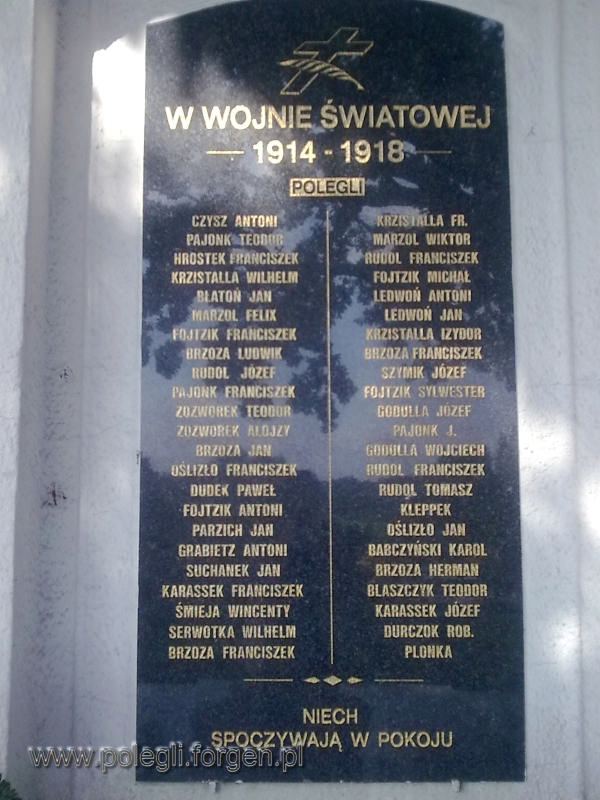 W WOJNIE ŚWIATOWEJ
1914 - 1918
POLEGLI
CZYSZ ANTONI
PAJONK TEODOR
HROSTEK FRANCISZEK
KRZISTALLA WILHELM
BŁATOŃ JAN
MARZOL FELIX
FOJTZIK FRANCISZEK
BRZOZA LUDWIK
RUDOL JÓZEF
PAJONK FRANCISZEK
ZOZWOREK TEODOR
ZOZWOREK ALOJZY
BRZOZA JAN
OŚLIZŁO FRANCISZEK
DUDEK PAWEŁ
FOJTZIK ANTONI
PARZICH JAN
GRABIETZ ANTONI
SUCHANEK JAN
KARASSEK FRANCISZEK
ŚMIEJA WINCENTY
SERWOTKA WILHELM
BRZOZA FRANCISZEK
KRZISTALLA FR.
MARZOL WIKTOR
RUDOL FRANCISZEK
FOJTZIK MICHAŁ
LEDWOŃ ANTONI
LEDWOŃ JAN
KRZISTALLA IZYDOR
BRZOZA FRANCISZEK
SZYMIK JÓZEF
FOJTZIK SYLWESTER
GODULLA JÓZEF
PAJONK J.
GODULLA WOJCIECH
RUDOL FRANCISZEK
RUDOL TOMASZ
KLEPPEK
OŚLIZŁO JAN
BABCZYŃSKI KAROL
BRZOZA HERMAN
BLASZCZYK TEODOR
KARASSEK JÓZEF
DURCZOK ROB.
PLONKA
NIECH
SPOCZYWAJĄ W POKOJU
www.polegli.forgen.pl